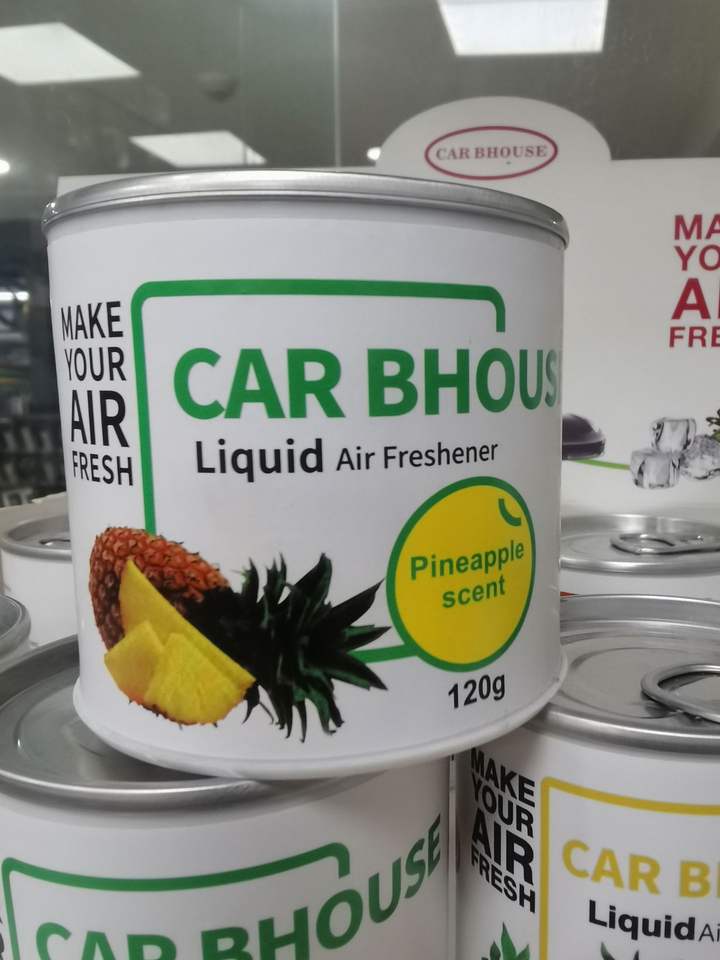 CAR BHOUSE
MAKE
YOUR
AIR
FRESH
CAR BHOUS
Liquid Air Freshener
Pineapple
scent
120g
MA
YO
A
FRE
CAR BHOUSE
MAKE
YOUR
AIR
FRESH
CAR B
Liquid Ai